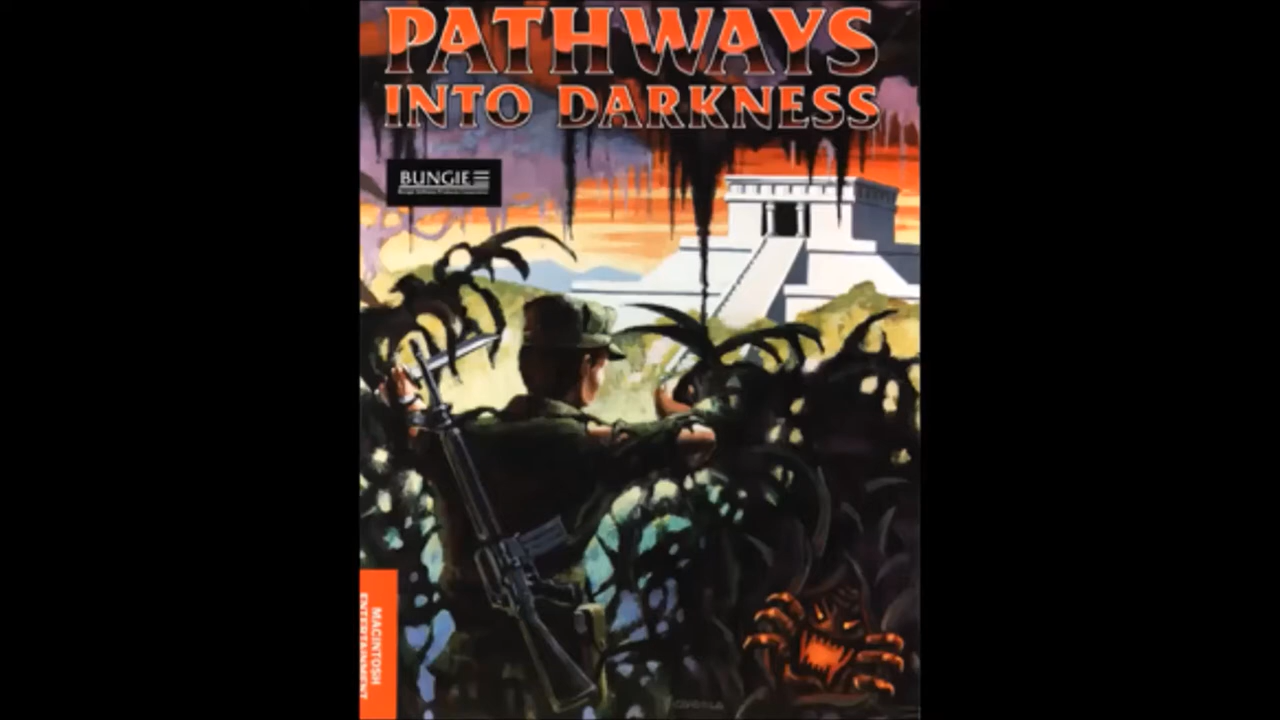 PATHWAYS
INTO DARKNESS
BUNGIE
MACINTOSH
ENTERTAINMENT